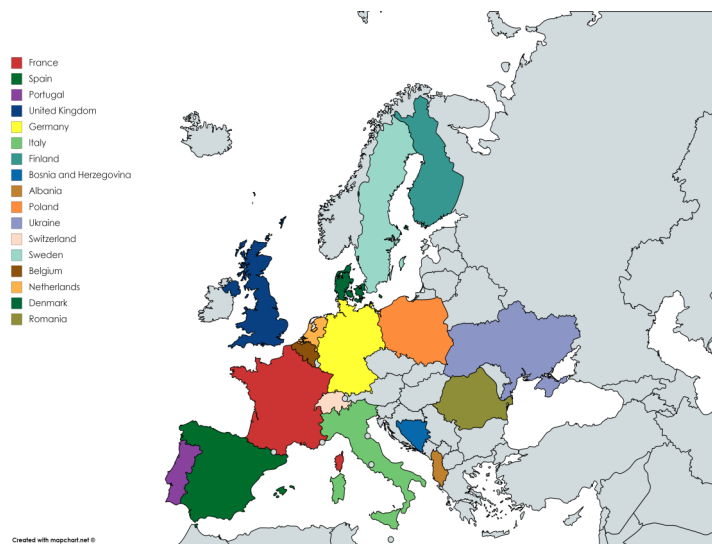 France
Spain
Portugal
United Kingdom
Germany
Italy
Finland
Bosnia and Herzegovina
Albania
Poland
Ukraine
Switzerland
Sweden
Belgium
Netherlands
Denmark
Romania
Created with mapchart.net ©